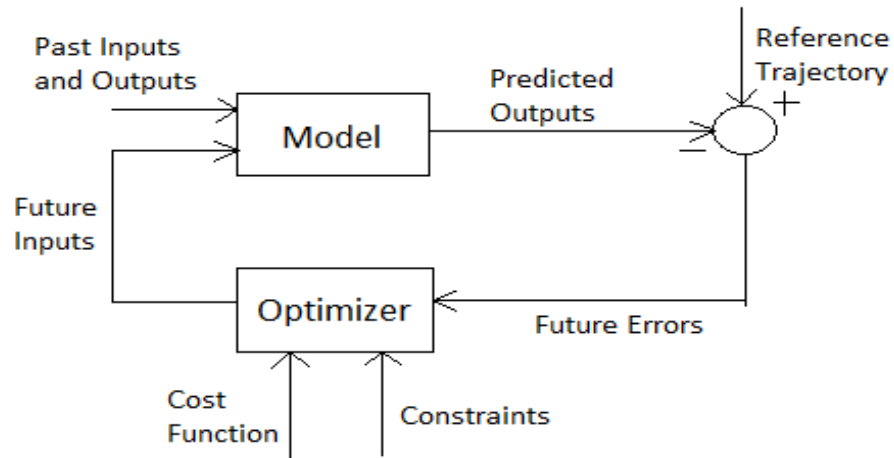 Past Inputs
and Outputs
Reference
Trajectory
Predicted
Outputs
+
Model
−
Future
Inputs
Optimizer
Future Errors
Cost
Function
Constraints